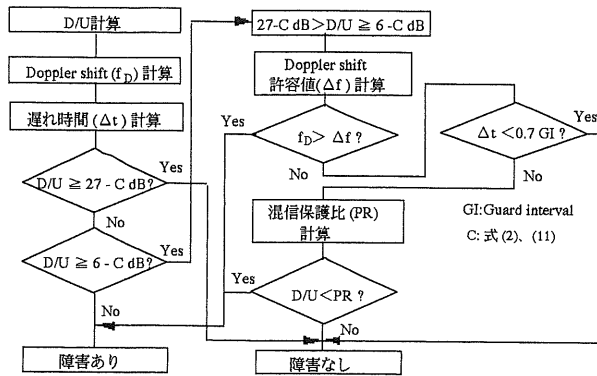 D/U計算
Doppler shift (fD) 計算
遅れ時間 (Δt) 計算
D/U ≧ 27 - C dB?
Yes
No
D/U ≧ 6 - C dB?
Yes
No
障害あり
27-C dB＞D/U ≧ 6 -C dB
Doppler shift
許容値(Δf) 計算
Yes
fD＞ Δf ?
No
Yes
Δt ＜0.7 GI ?
No
混信保護比 (PR)
計算
GI:Guard interval
C: 式 (2)、(11)
Yes
D/U＜PR ?
No
障害なし